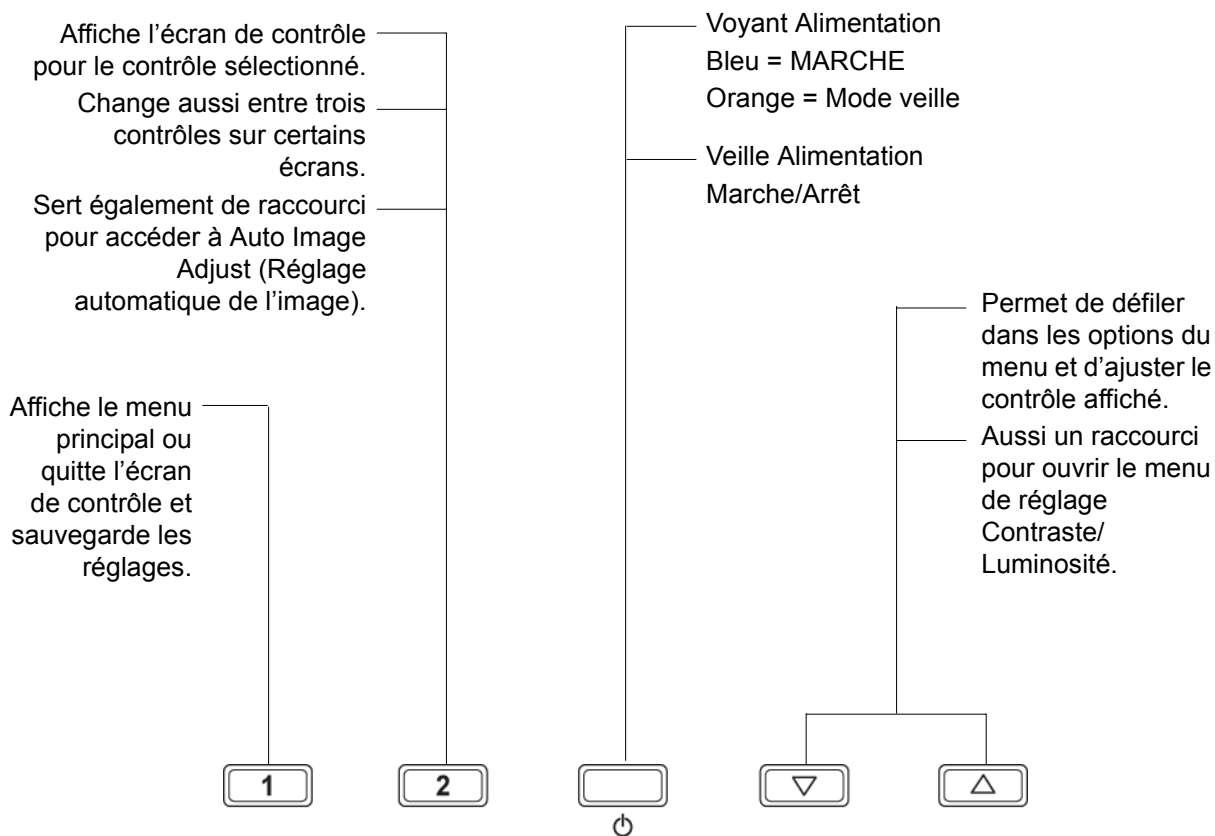 Affiche l’écran de contrôle
pour le contrôle sélectionné.
Change aussi entre trois
contrôles sur certains
écrans.
Sert également de raccourci
pour accéder à Auto Image
Adjust (Réglage
automatique de l’image).
Affiche le menu
principal ou
quitte l’écran
de contrôle et
sauvegarde les
réglages.
Voyant Alimentation
Bleu = MARCHE
Orange = Mode veille
Veille Alimentation
Marche/Arrêt
Permet de défiler
dans les options du
menu et d’ajuster le
contrôle affiché.
Aussi un raccourci
pour ouvrir le menu
de réglage
Contraste/
Luminosité.
1
2